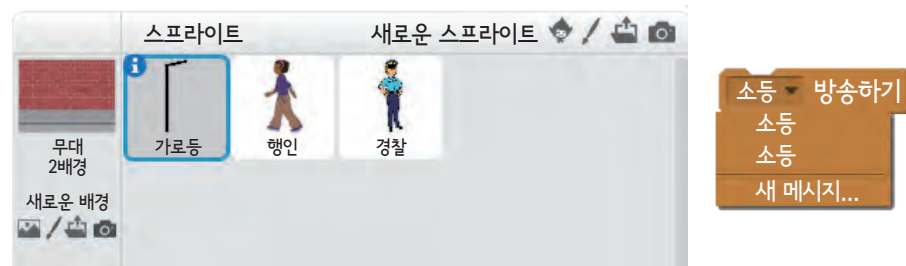 스프라이트
새로운 스프라이트
무대
2배경
새로운 배경
가로등
행인
경찰
소등 방송하기
소등
소등
새 메시지...